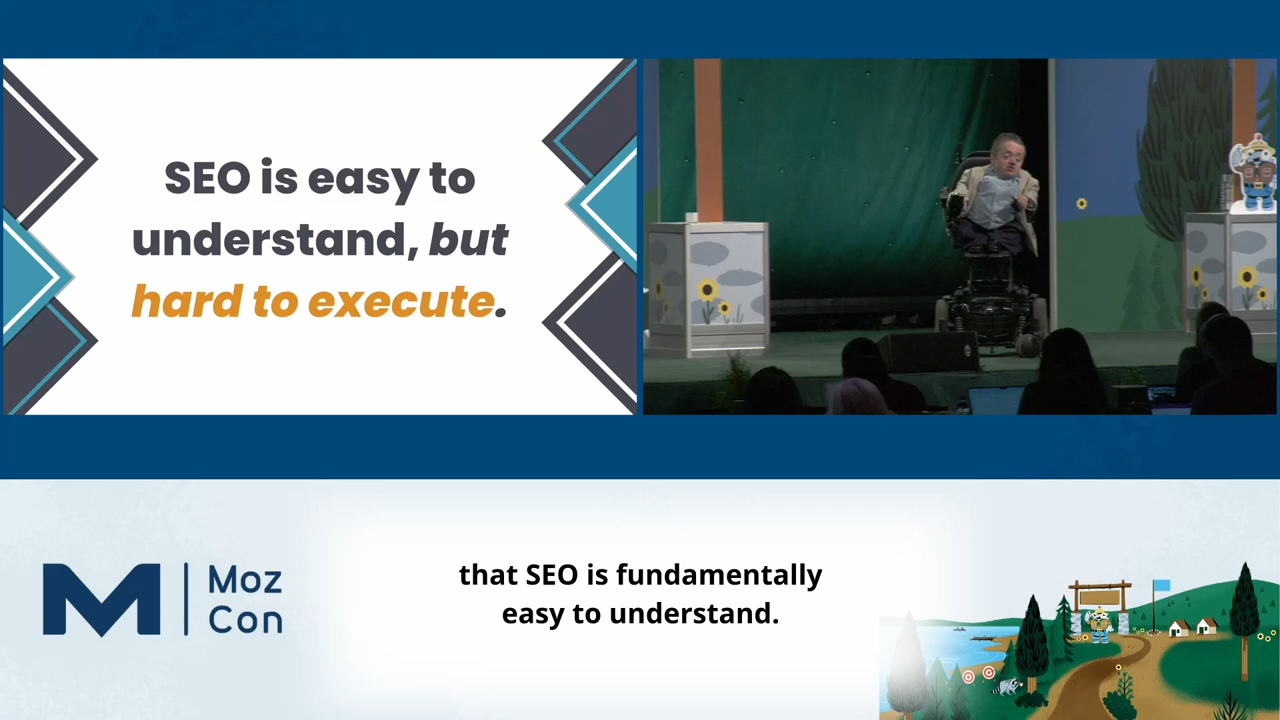 SEO is easy to
understand, but
hard to execute.
Moz
Con
that SEO is fundamentally
easy to understand.